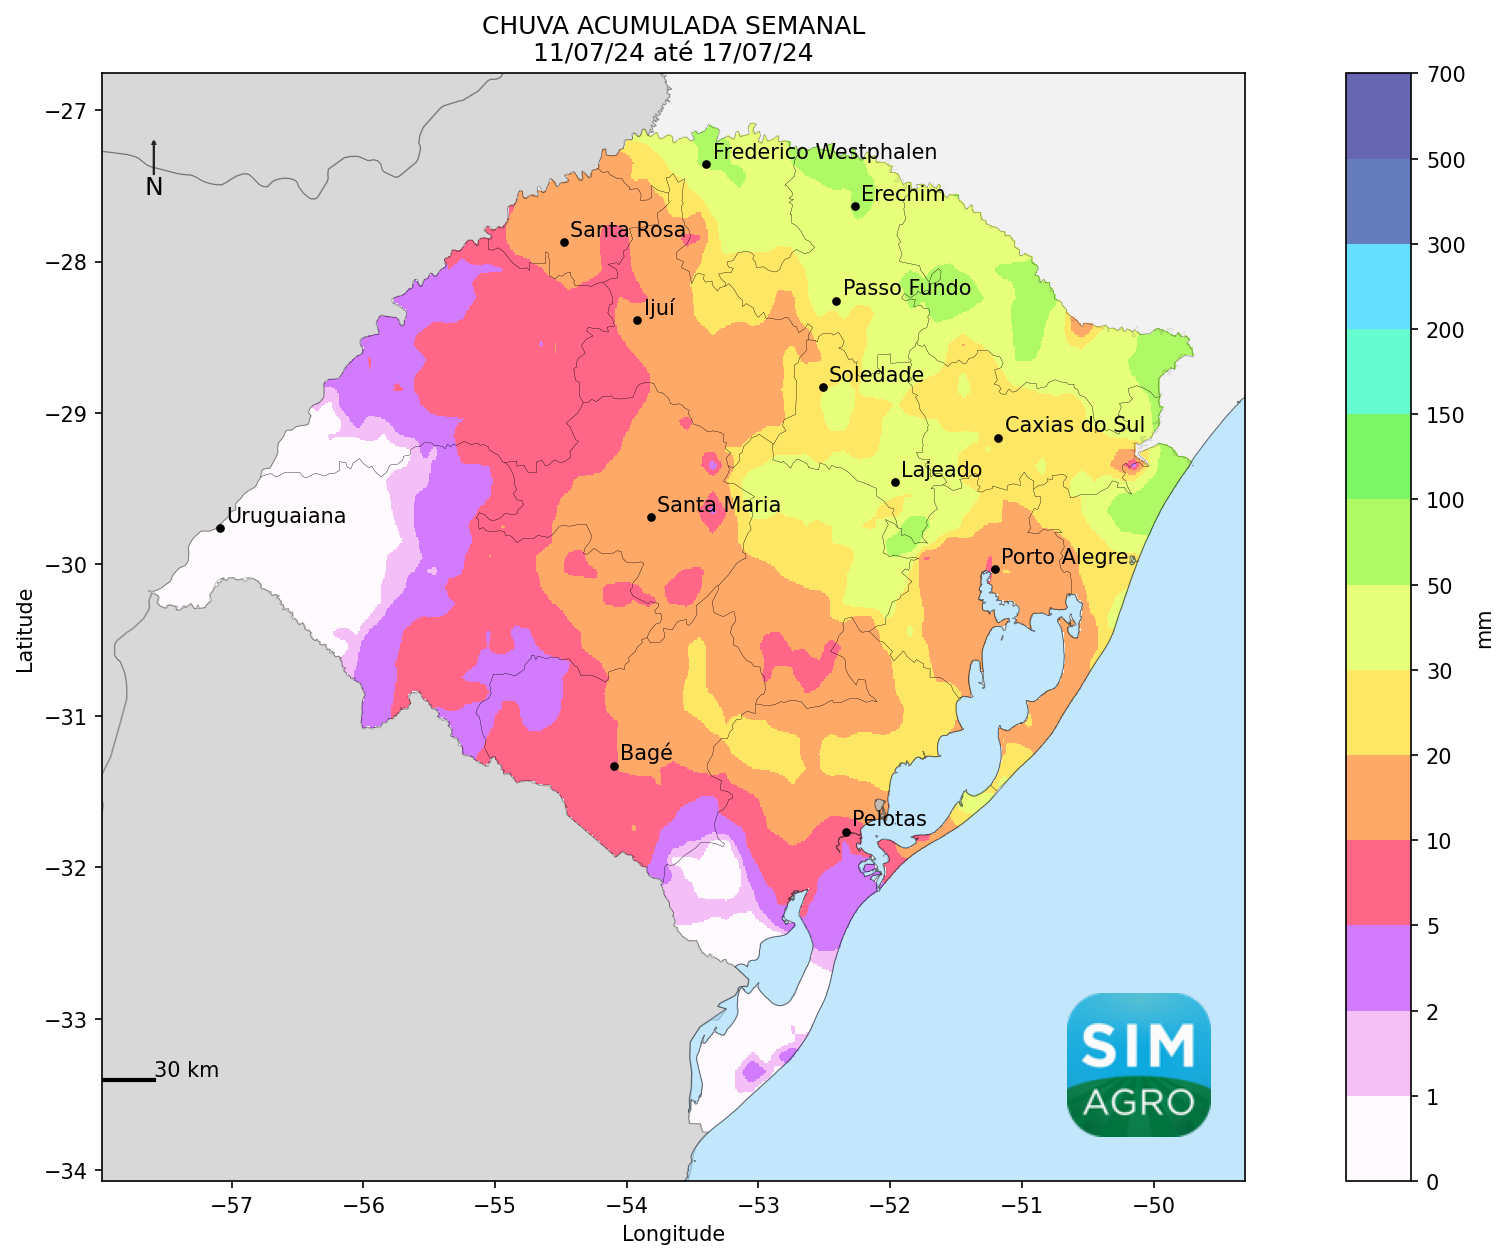 CHUVA ACUMULADA SEMANAL
11/07/24 até 17/07/24
−27
−28
−29
−30
−31
−32
−33
−34
Latitude
N
Frederico Westphalen
Erechim
Santa Rosa
Passo Fundo
Ijuí
Soledade
Caxias do Sul
Lajeado
Santa Maria
Uruguaiana
Porto Alegre
Bagé
Pelotas
30 km
SIM
AGRO
−57
−56
−55
−54
−53
−52
−51
−50
Longitude
700
500
300
200
150
100
50
30
20
10
5
2
1
0
mm